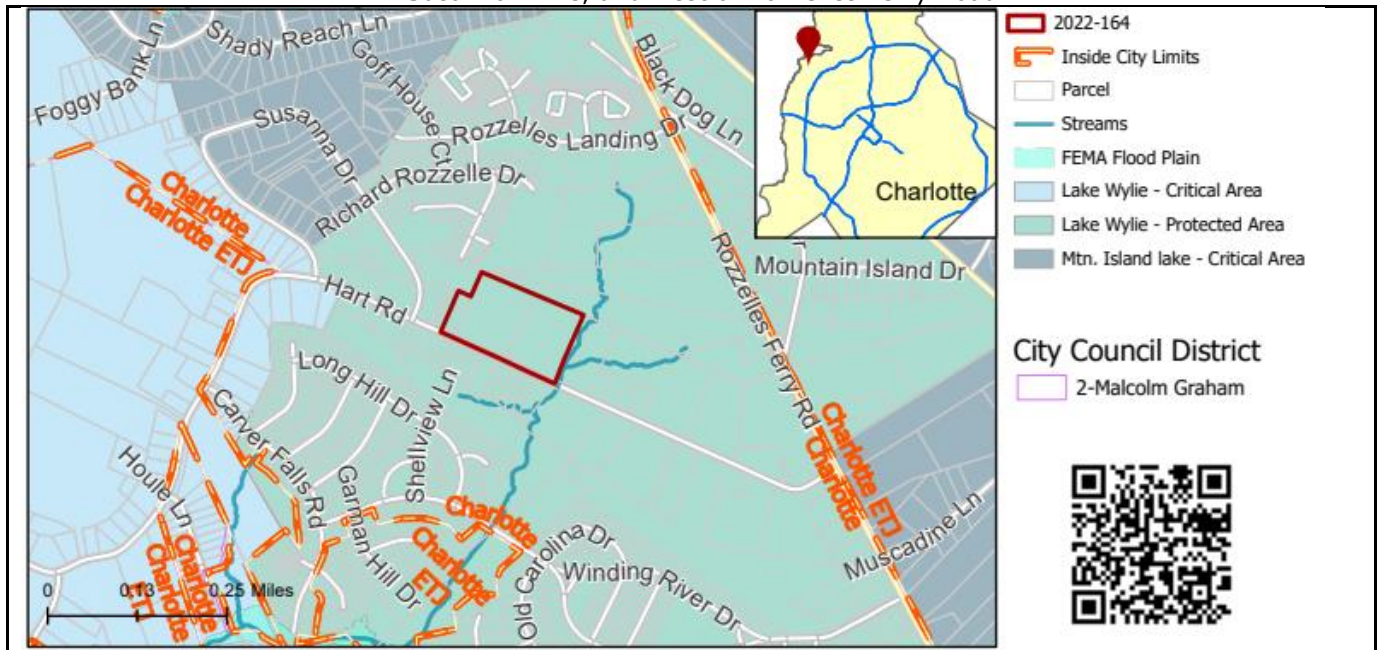 Shady Reach Ln
Foggy Bank Ln
Goff House Ct
Black Dog Ln
Susanna Dr
Rozzelles Landing Dr
Richard Rozzelle Dr
Charlotte
Charlotte ETJ
Hart Rd
Rozzelles Ferry Rd
Mountain Island Dr
Long Hill Dr
Shellview Ln
Carver Falls Rd
Houle Ln
Garman Hill Dr
Charlotte
Charlotte
ETJ
Charlotte ETJ
Charlotte
Old Carolina Dr
Winding River Dr
Muscadine Ln
Charlotte
Charlotte
ETJ
0 0.13 0.25 Miles
Charlotte
2022-164
Inside City Limits
Parcel
Streams
FEMA Flood Plain
Lake Wylie - Critical Area
Lake Wylie - Protected Area
Mtn. Island lake - Critical Area
City Council District
2-Malcolm Graham